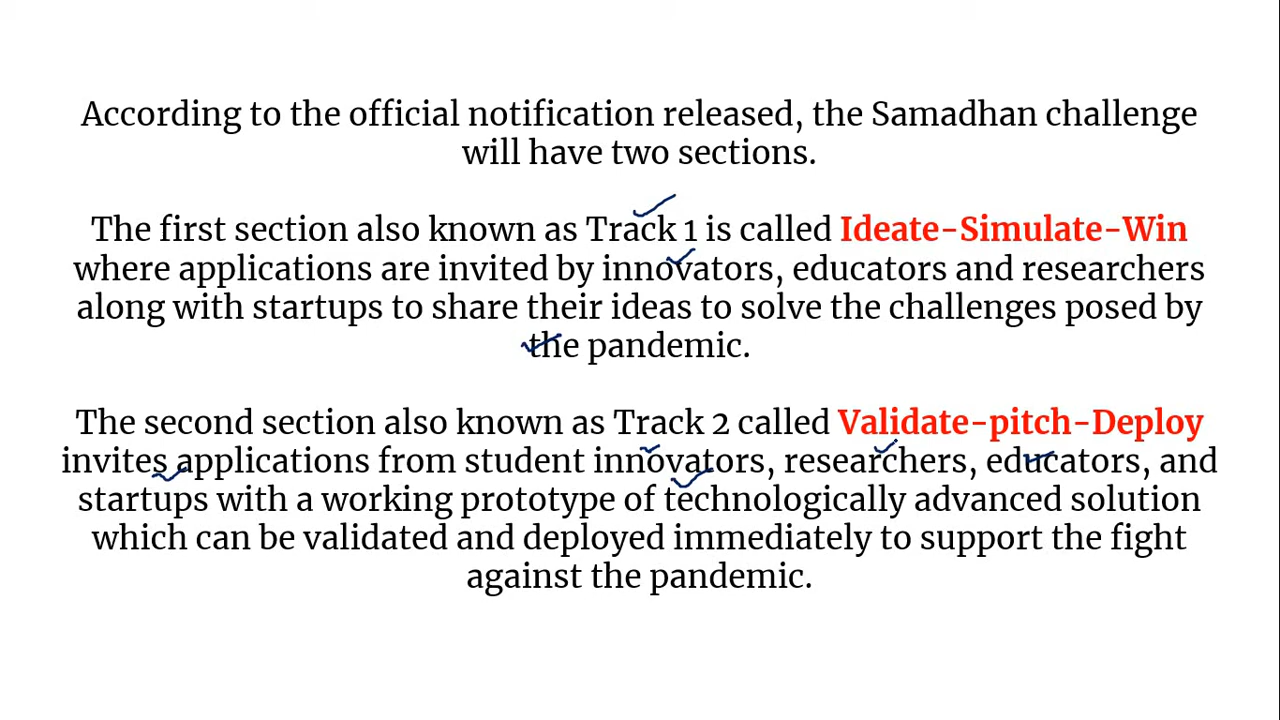 According to the official notification released, the Samadhan challenge
will have two sections.
The first section also known as Track 1 is called Ideate-Simulate-Win
where applications are invited by innovators, educators and researchers
along with startups to share their ideas to solve the challenges posed by
the pandemic.
The second section also known as Track 2 called Validate-pitch-Deploy
invites applications from student innovators, researchers, educators, and
startups with a working prototype of technologically advanced solution
which can be validated and deployed immediately to support the fight
against the pandemic.